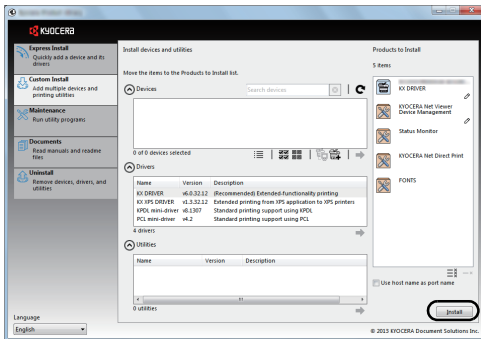 KYOCERA
Express Install
Quickly add a device and its
drivers
Custom Install
Add multiple devices and
printing utilities
Maintenance
Run utility programs
Documents
Read manuals and readme
files
Uninstall
Remove devices, drivers, and
utilities
Language
English
Install devices and utilities
Move the items to the Products to Install list.
Devices
Search devices
0 of 0 devices selected
Drivers
Name Version Description
KX DRIVER v6.0.32.12 (Recommended) Extended-functionality printing
KX XPS DRIVER v1.3.32.12 Extended printing from XPS application to XPS printers
KPDL mini-driver v8.1307 Standard printing support using KPDL
PCL mini-driver v4.2 Standard printing support using PCL
4 drivers
Utilities
Name Version Description
0 utilities
Products to Install
5 items
KX DRIVER
KYOCERA Net Viewer
Device Management
Status Monitor
KYOCERA Net Direct Print
FONTS
Use host name as port name
Install
© 2013 KYOCERA Document Solutions Inc.